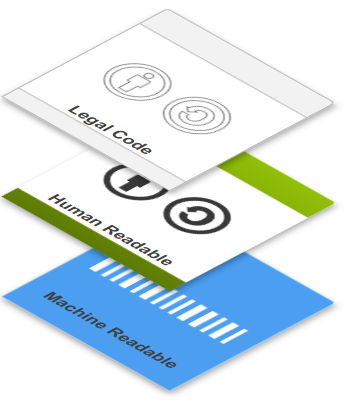 Legal Code
Human Readable
Machine Readable